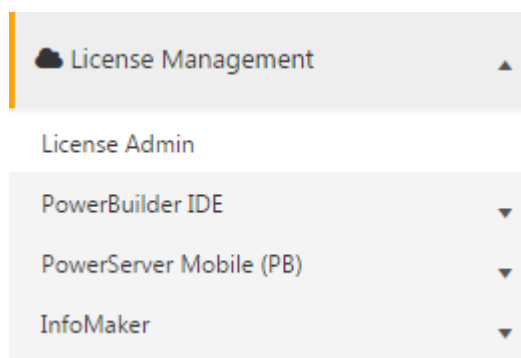 License Management
License Admin
PowerBuilder IDE
PowerServer Mobile (PB)
InfoMaker